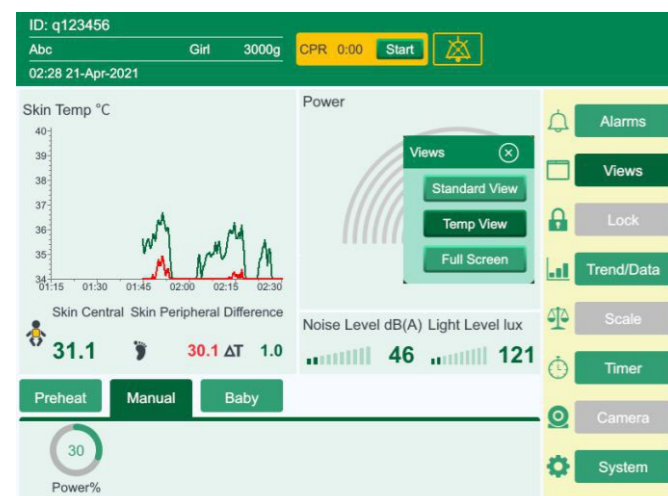 ID: q123456
Abc Girl 3000g
02:28 21-Apr-2021
CPR 0:00 Start
Skin Temp °C
40
39
38
37
36
35
34
01:15 01:30 01:45 02:00 02:15 02:30
Skin Central Skin Peripheral Difference
31.1 30.1 ΔT 1.0
Power
Views
Standard View
Temp View
Full Screen
Noise Level dB(A) Light Level lux
46 121
Preheat Manual Baby
30
Power%
Alarms
Views
Lock
Trend/Data
Scale
Timer
Camera
System